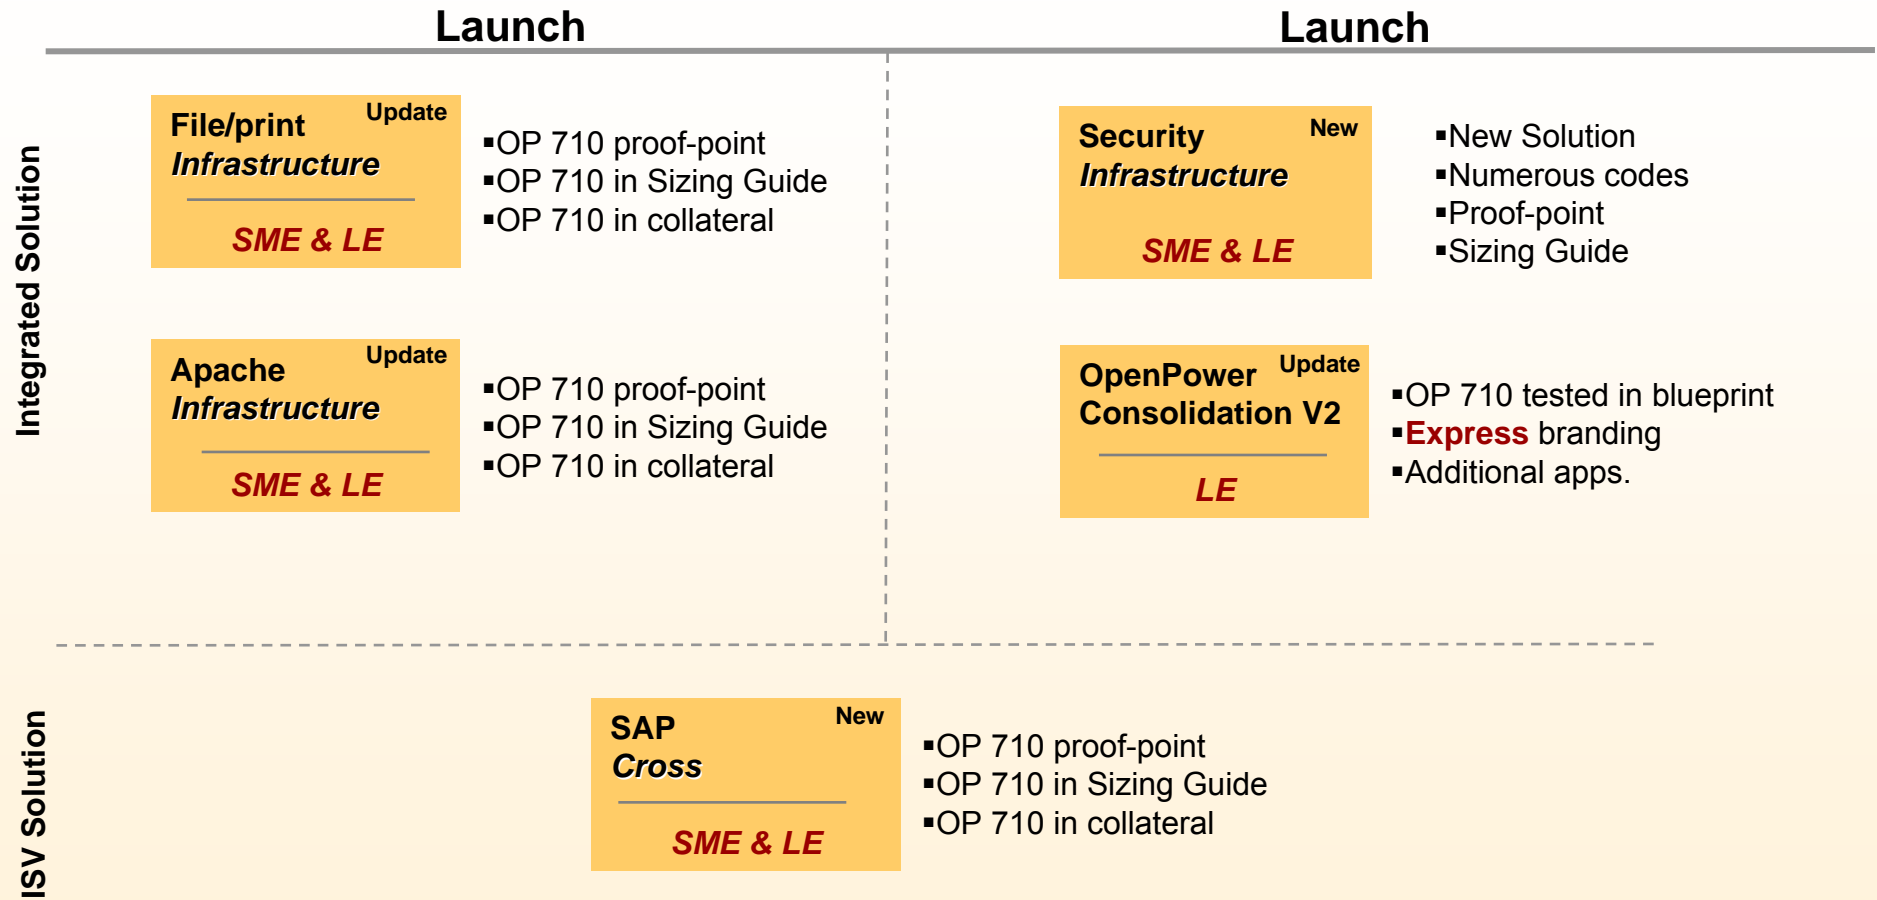 Launch
Launch
Integrated Solution
File/print
Update
Infrastructure
SME & LE
▪OP 710 proof-point
▪OP 710 in Sizing Guide
▪OP 710 in collateral
Security
New
Infrastructure
SME & LE
▪New Solution
▪Numerous codes
▪Proof-point
▪Sizing Guide
Apache
Update
Infrastructure
SME & LE
▪OP 710 proof-point
▪OP 710 in Sizing Guide
▪OP 710 in collateral
OpenPower
Update
Consolidation V2
LE
▪OP 710 tested in blueprint
▪Express branding
▪Additional apps.
ISV Solution
SAP
New
Cross
SME & LE
▪OP 710 proof-point
▪OP 710 in Sizing Guide
▪OP 710 in collateral